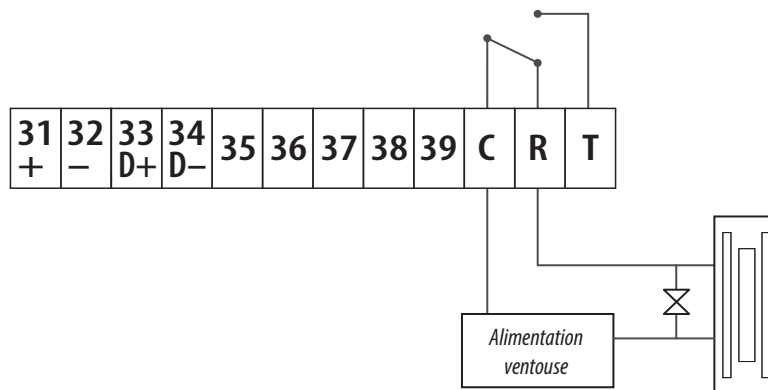 31 32 33 34 35 36 37 38 39 C R T
+ − D+ D−
Alimentation
ventouse